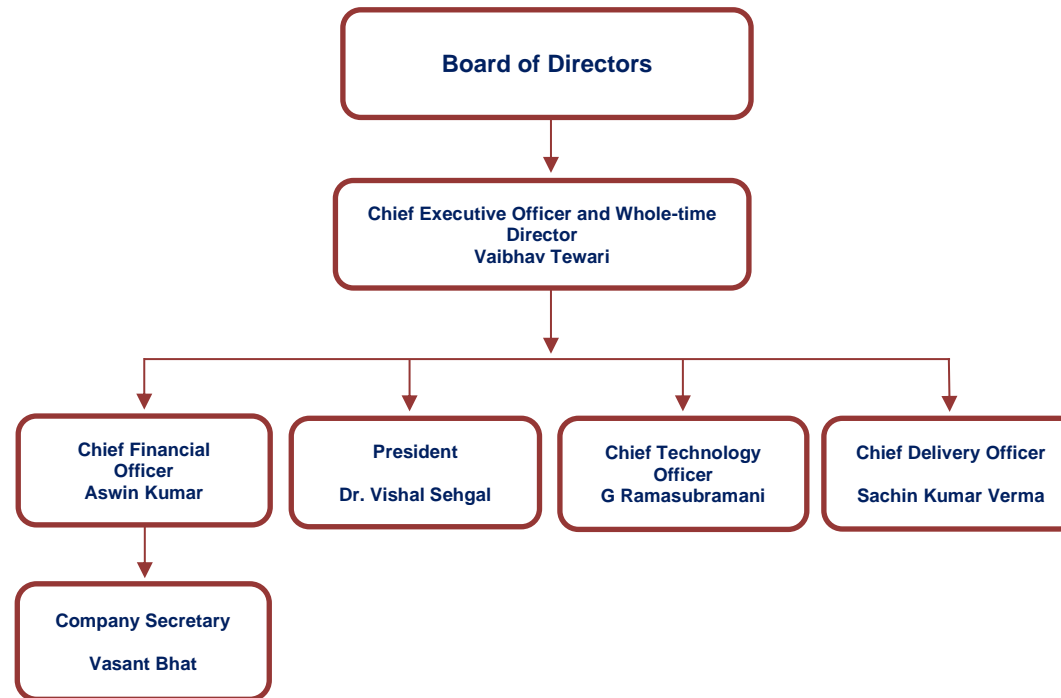 Board of Directors
Chief Executive Officer and Whole-time
Director
Vaibhav Tewari
Chief Financial
Officer
Aswin Kumar
President
Dr. Vishal Sehgal
Chief Technology
Officer
G Ramasubramani
Chief Delivery Officer
Sachin Kumar Verma
Company Secretary
Vasant Bhat